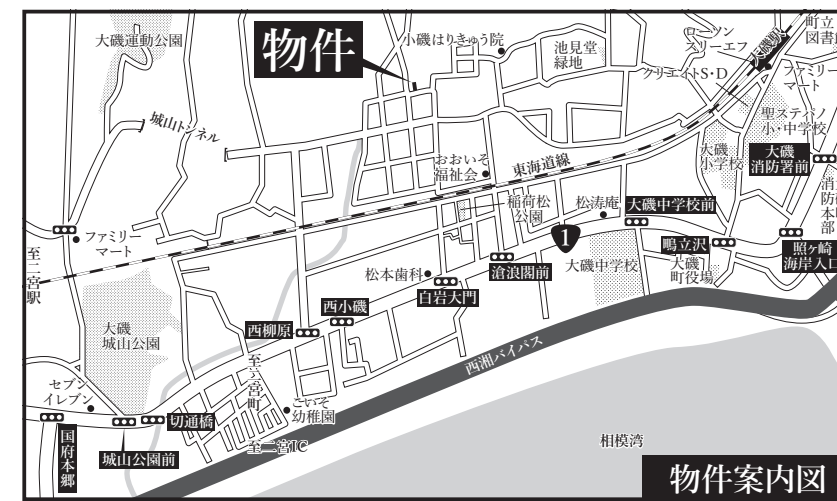 大磯運動公園
物件
小磯はりきゅう院
池見堂
緑地
ローソン
スリーエフ
大磯駅
町立
図書館
クリエイトS・D
ファミリー
マート
聖ステパノ
小・中学校
城山トンネル
おおいそ
福祉会
東海道線
大磯
小学校
大磯
消防署前
稲荷松
公園
松涛庵
大磯中学校前
消防本部
至二宮駅
ファミリー
マート
1
鴫立沢
照ヶ崎
海岸入口
松本歯科
滄浪閣前
大磯中学校
大磯
町役場
白岩大門
西小磯
西柳原
大磯
城山公園
西湘バイパス
セブン
イレブン
至二宮町
こいそ
幼稚園
切通橋
国府本郷
城山公園前
至二宮IC
相模湾
物件案内図